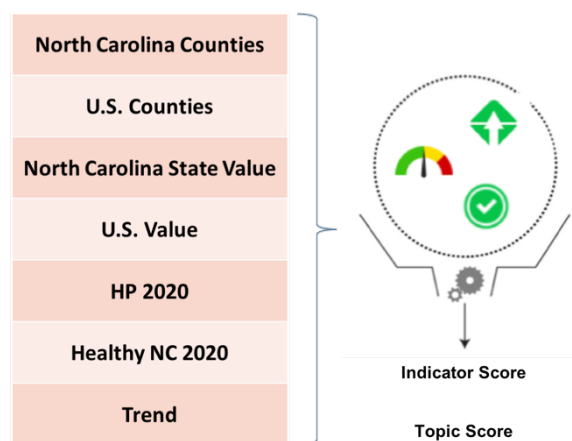 North Carolina Counties
U.S. Counties
North Carolina State Value
U.S. Value
HP 2020
Healthy NC 2020
Trend
Indicator Score
Topic Score